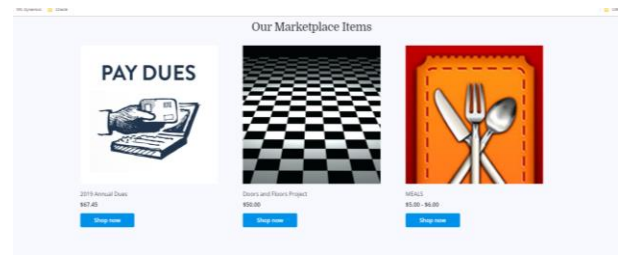 Our Marketplace Items
PAY DUES
2019 Annual Dues
$67.45
Shop now
Doors and Floors Project
$50.00
Shop now
MEALS
$5.00 - $6.00
Shop now